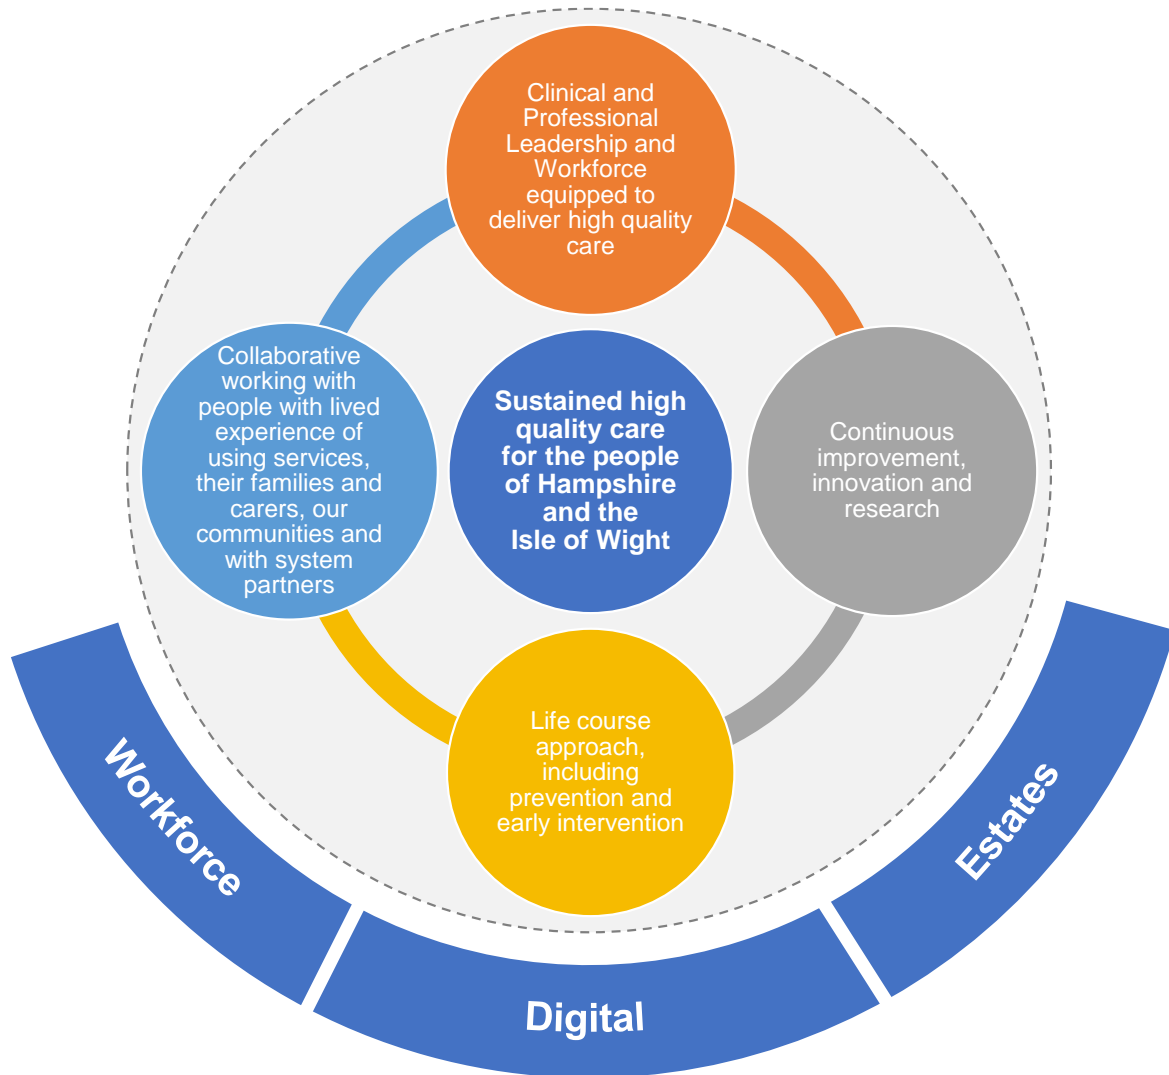 Clinical and
Professional
Leadership and
Workforce
equipped to
deliver high quality
care
Collaborative
working with
people with lived
experience of
using services,
their families and
carers, our
communities and
with system
partners
Sustained high
quality care
for the people
of Hampshire
and the
Isle of Wight
Continuous
improvement,
innovation and
research
Life course
approach,
including
prevention and
early intervention
Workforce
Digital
Estates